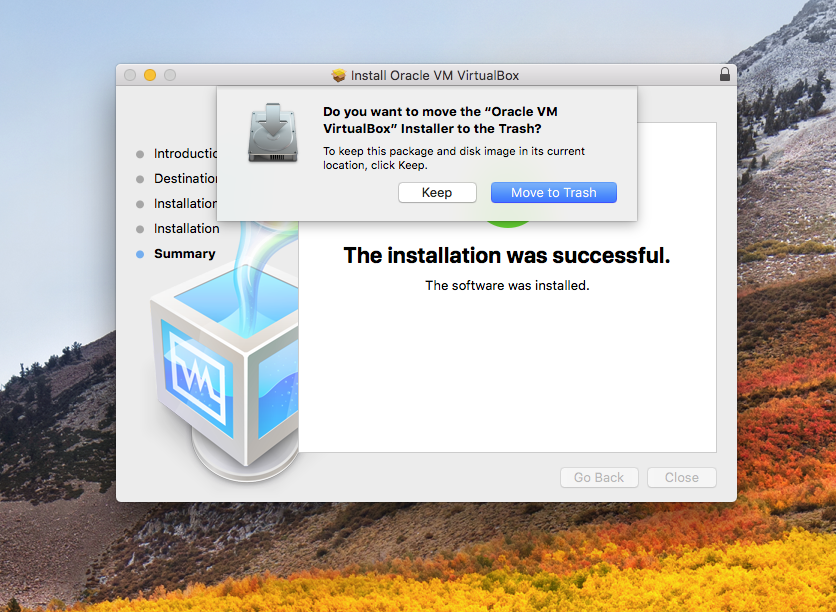 Install Oracle VM VirtualBox
Do you want to move the “Oracle VM
VirtualBox” Installer to the Trash?
To keep this package and disk image in its current
location, click Keep.
Keep
Move to Trash
Introductio
Destination
Installation
Installation
Summary
The installation was successful.
The software was installed.
Go Back
Close